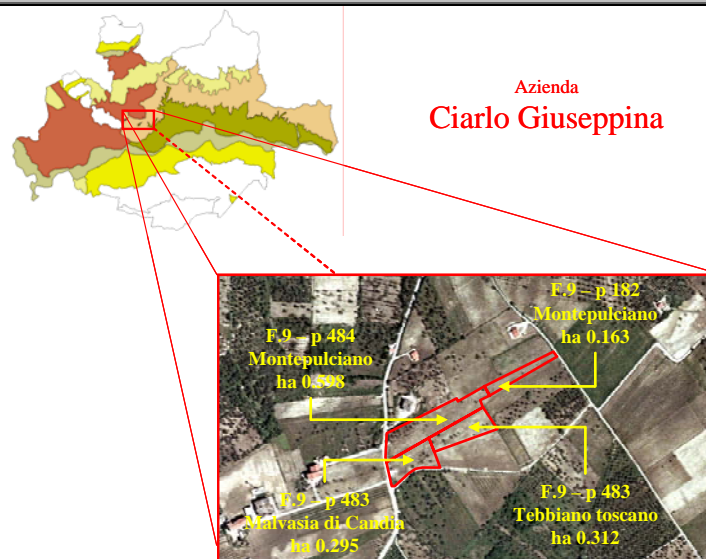 Azienda
Ciarlo Giuseppina
F.9 – p 182
Montepulciano
ha 0.163
F.9 – p 484
Montepulciano
ha 0.598
F.9 – p 483
Malvasia di Candia
ha 0.295
F.9 – p 483
Tebbiano toscano
ha 0.312